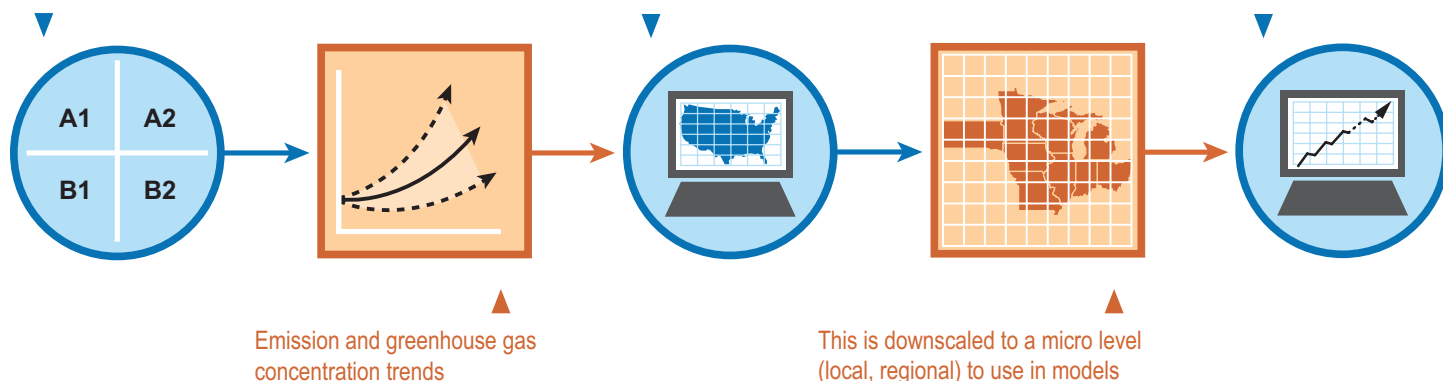 A1 A2
B1 B2
Emission and greenhouse gas
concentration trends
This is downscaled to a micro level
(local, regional) to use in models